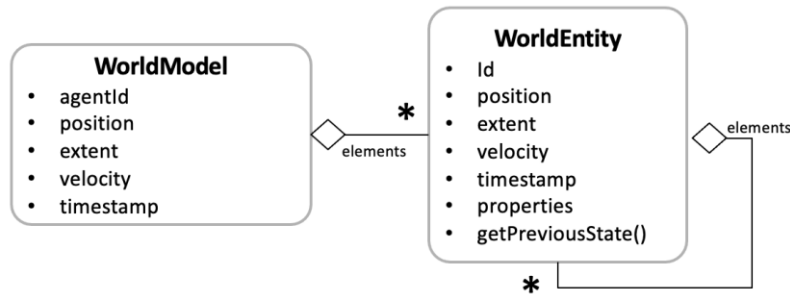 WorldModel
• agentId
• position
• extent
• velocity
• timestamp
*
elements
WorldEntity
• Id
• position
• extent
• velocity
• timestamp
• properties
• getPreviousState()
elements
*